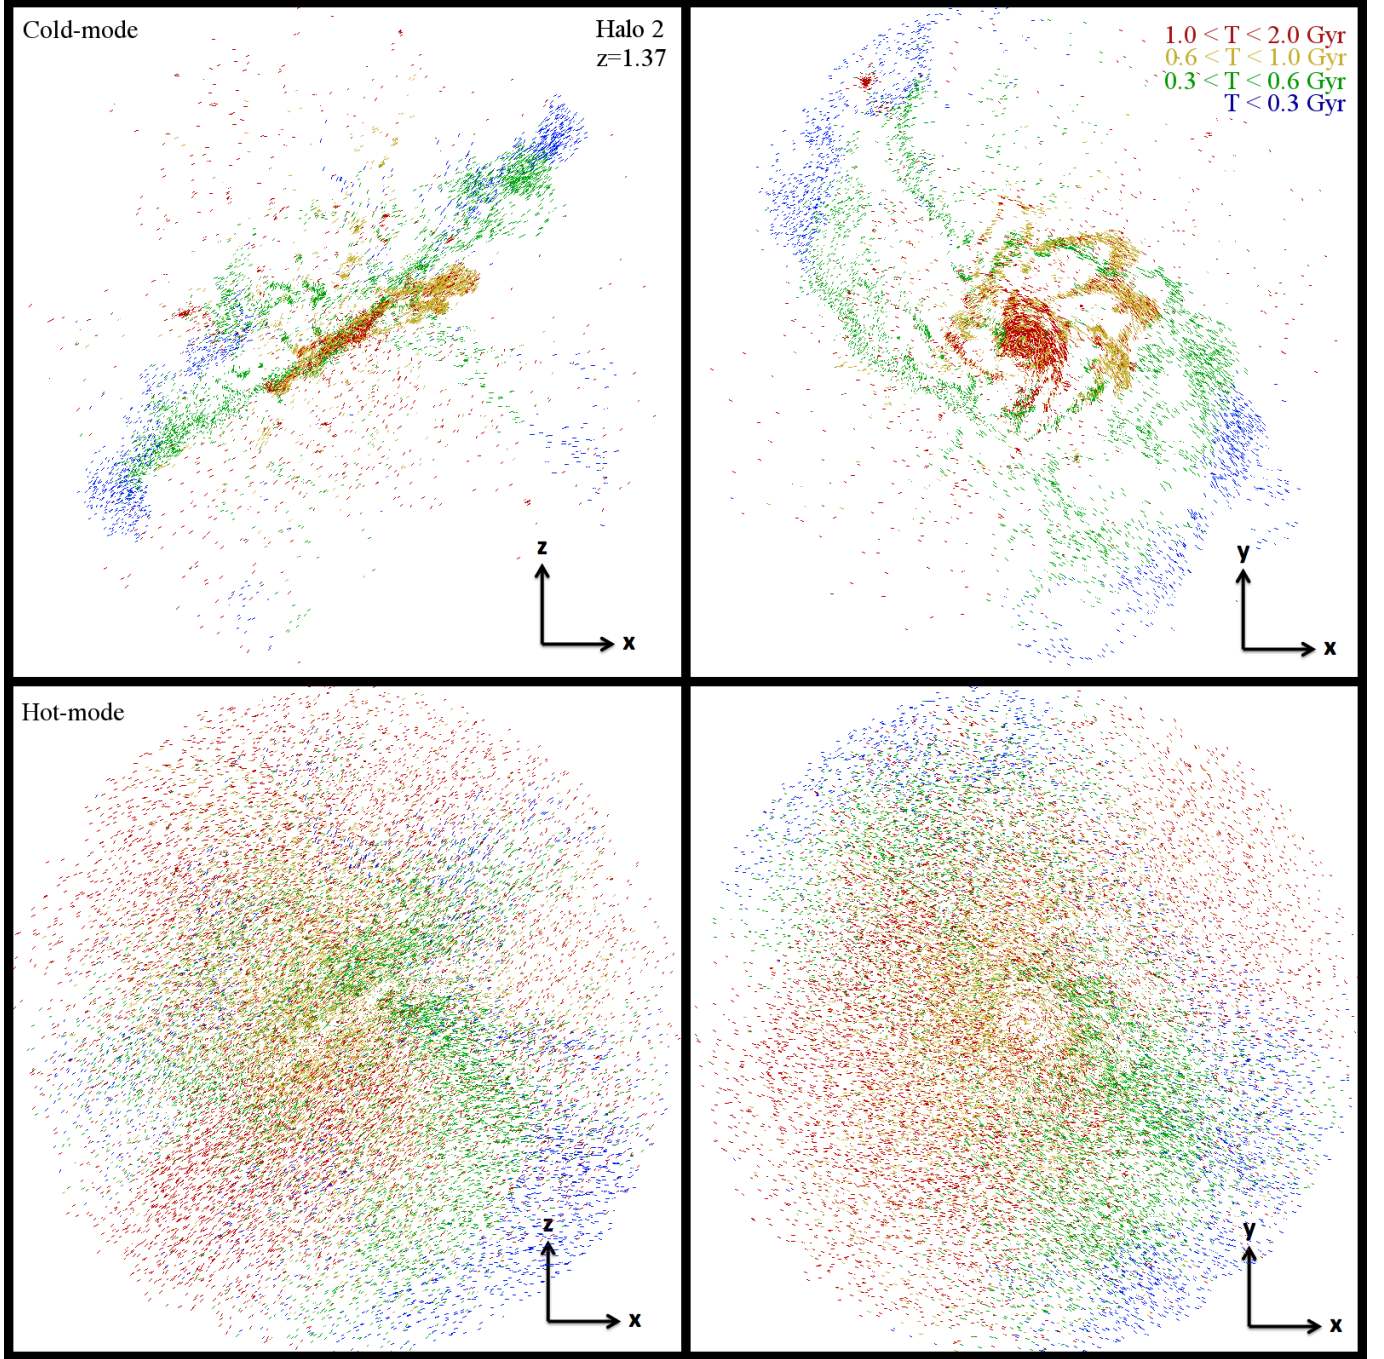 Cold-mode
Halo 2
z=1.37
z
x
1.0 < T < 2.0 Gyr
0.6 < T < 1.0 Gyr
0.3 < T < 0.6 Gyr
T < 0.3 Gyr
y
x
Hot-mode
z
x
y
x